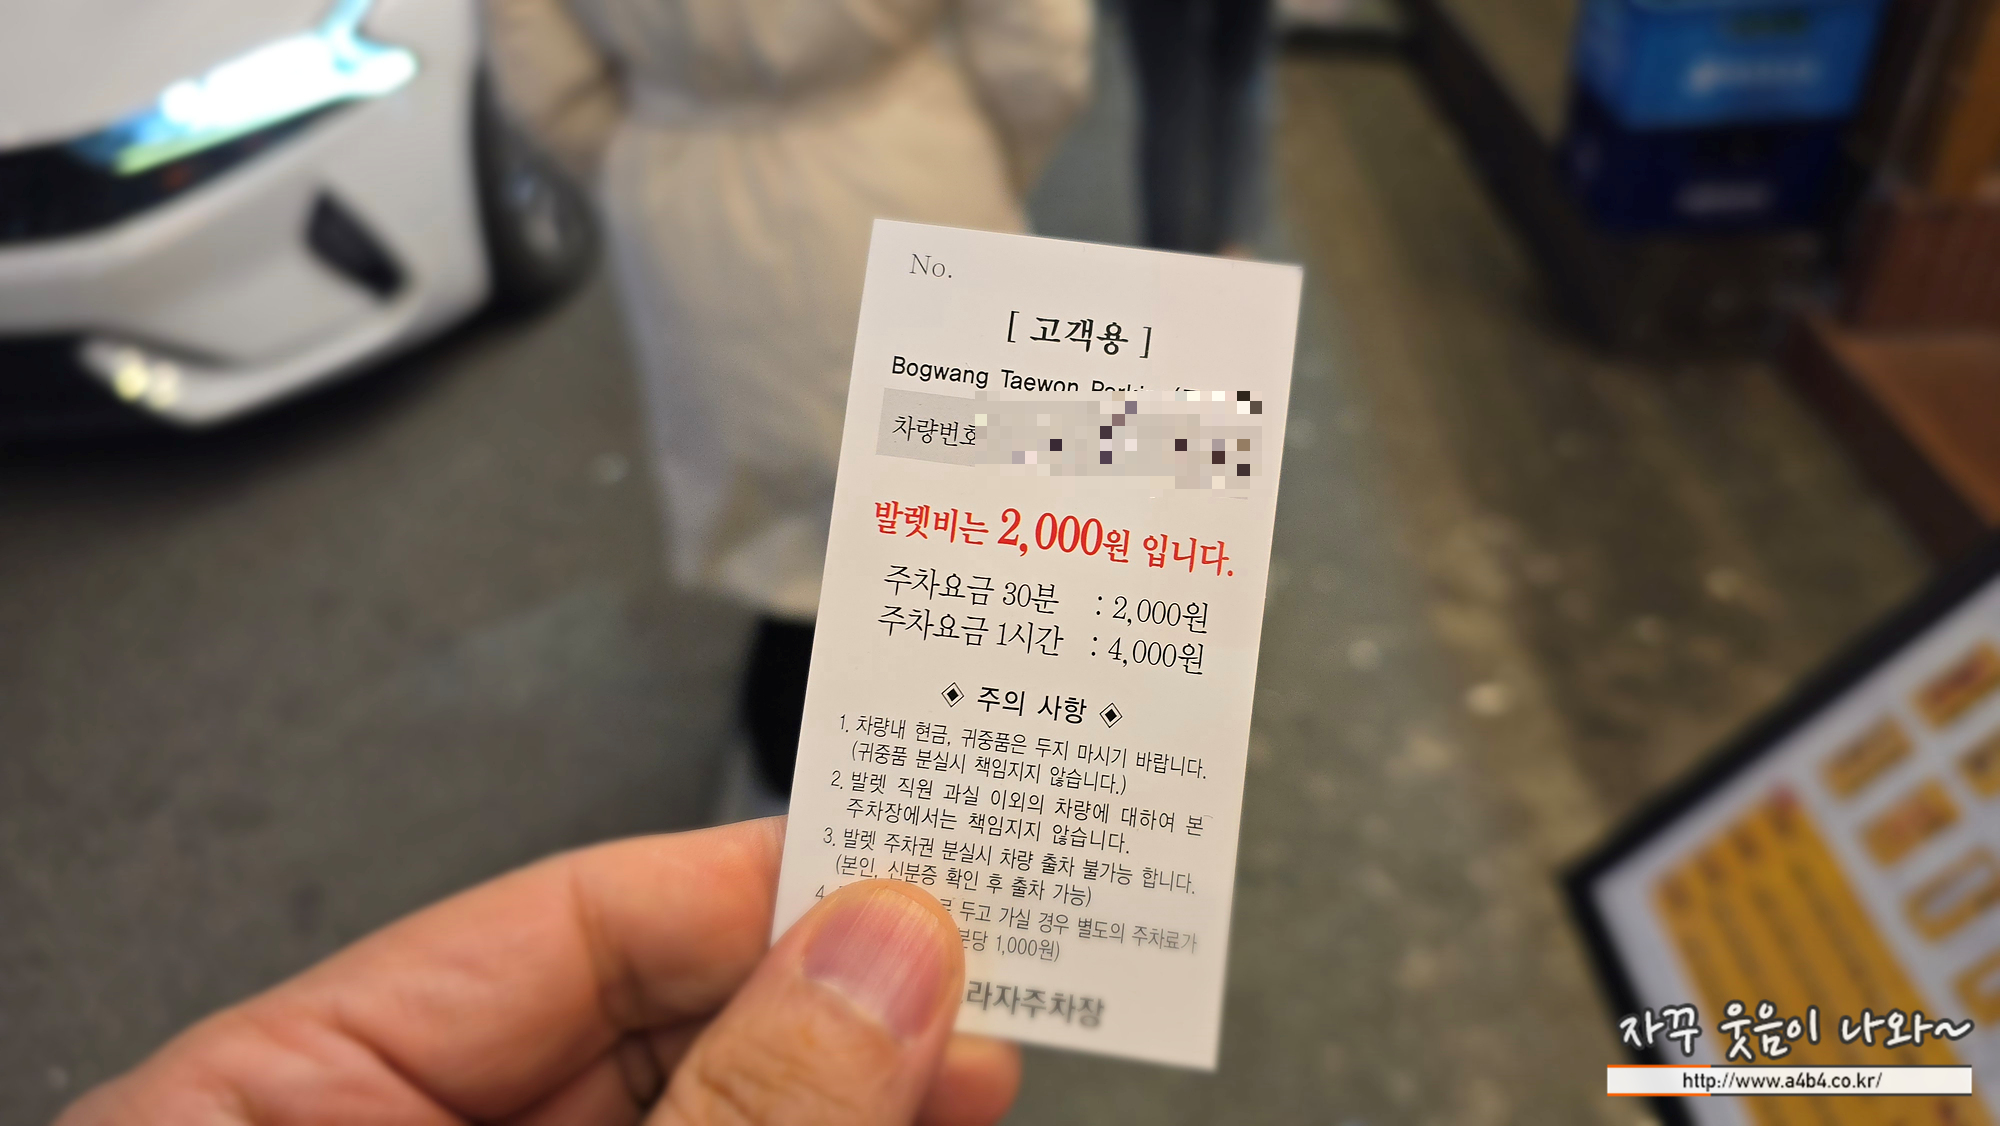 No.
[ 고객용 ]
Bogwang Taewon
차량번호
발렛비는 2,000원 입니다.
주차요금 30분 : 2,000원
주차요금 1시간 : 4,000원
◈ 주의 사항 ◈
1. 차량내 현금, 귀중품은 두지 마시기 바랍니다.
(귀중품 분실시 책임지지 않습니다.)
2. 발렛 직원 과실 이외의 차량에 대하여 본
주차장에서는 책임지지 않습니다.
3. 발렛 주차권 분실시 차량 출차 불가능 합니다.
(본인, 신분증 확인 후 출차 가능)
4. 두고 가실 경우 별도의 주차료가
분당 1,000원)
라자주차장
자꾸 웃음이 나와~
http://www.a4b4.co.kr/